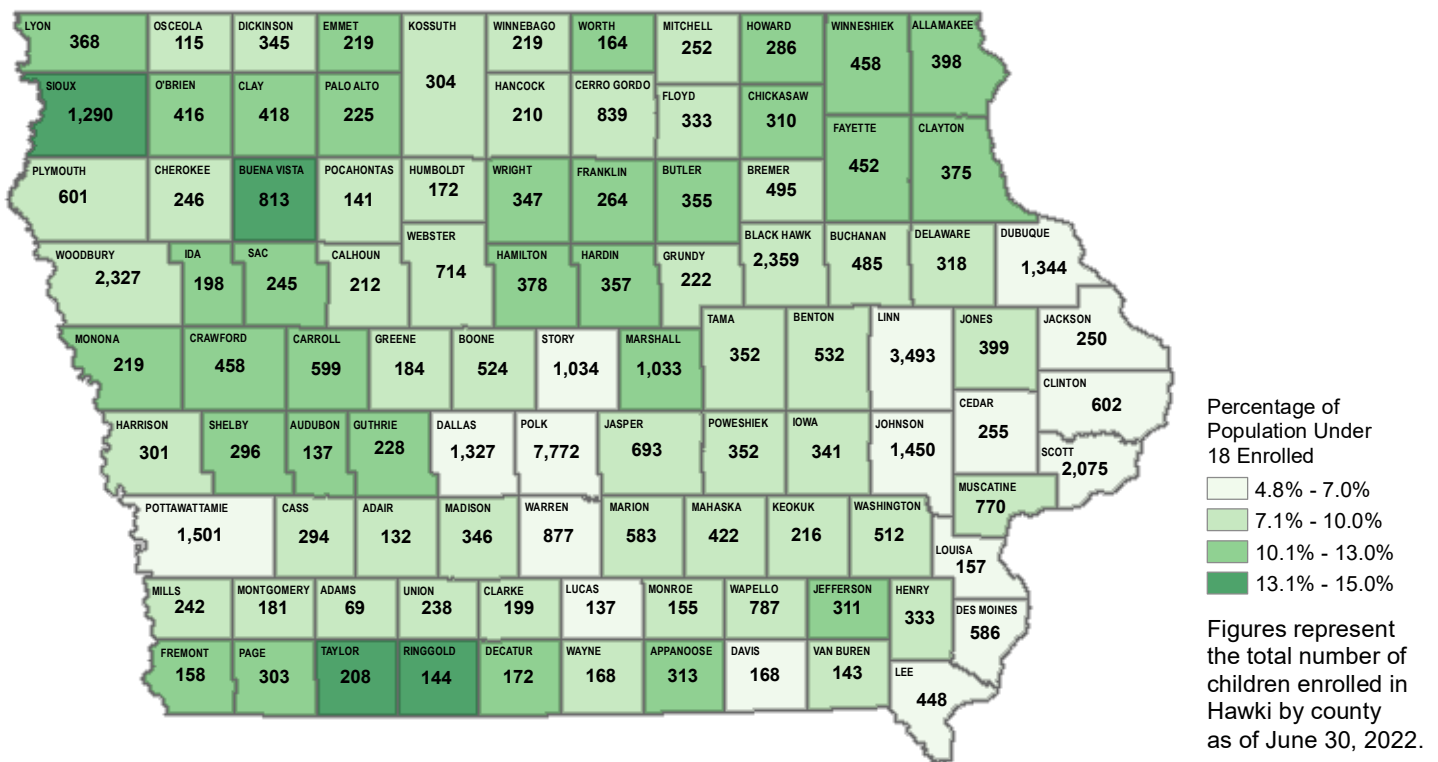 LYON
368
OSCEOLA
115
DICKINSON
345
EMMET
219
KOSSUTH
304
WINNEBAGO
219
WORTH
164
MITCHELL
252
HOWARD
286
WINNESHIEK
458
ALLAMAKEE
398
SIOUX
1,290
O'BRIEN
416
CLAY
418
PALO ALTO
225
HANCOCK
210
CERRO GORDO
839
FLOYD
333
CHICKASAW
310
FAYETTE
452
CLAYTON
375
PLYMOUTH
601
CHEROKEE
246
BUENA VISTA
813
POCAHONTAS
141
HUMBOLDT
172
WRIGHT
347
FRANKLIN
264
BUTLER
355
BREMER
495
WOODBURY
2,327
IDA
198
SAC
245
CALHOUN
212
WEBSTER
714
HAMILTON
378
HARDIN
357
GRUNDY
222
BLACK HAWK
2,359
BUCHANAN
485
DELAWARE
318
DUBUQUE
1,344
MONONA
219
CRAWFORD
458
CARROLL
599
GREENE
184
BOONE
524
STORY
1,034
MARSHALL
1,033
TAMA
352
BENTON
532
LINN
3,493
JONES
399
JACKSON
250
CLINTON
602
HARRISON
301
SHELBY
296
AUDUBON
137
GUTHRIE
228
DALLAS
1,327
POLK
7,772
JASPER
693
POWESHIEK
352
IOWA
341
JOHNSON
1,450
CEDAR
255
SCOTT
2,075
MUSCATINE
770
POTTAWATTAMIE
1,501
CASS
294
ADAIR
132
MADISON
346
WARREN
877
MARION
583
MAHASKA
422
KEOKUK
216
WASHINGTON
512
LOUISA
157
MILLS
242
MONTGOMERY
181
ADAMS
69
UNION
238
CLARKE
199
LUCAS
137
MONROE
155
WAPELLO
787
JEFFERSON
311
HENRY
333
DES MOINES
586
FREMONT
158
PAGE
303
TAYLOR
208
RINGGOLD
144
DECATUR
172
WAYNE
168
APPANOOSE
313
DAVIS
168
VAN BUREN
143
LEE
448
Percentage of
Population Under
18 Enrolled
4.8% - 7.0%
7.1% - 10.0%
10.1% - 13.0%
13.1% - 15.0%
Figures represent
the total number of
children enrolled in
Hawki by county
as of June 30, 2022.